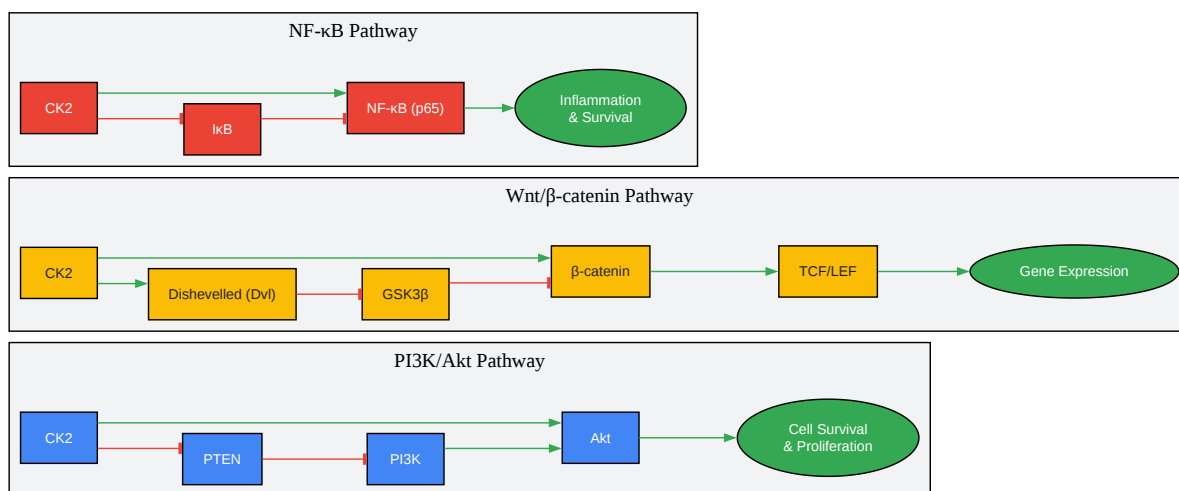 NF-κB Pathway
CK2
IκB
NF-κB (p65)
Inflammation
& Survival
Wnt/β-catenin Pathway
CK2
Dishevelled (Dvl)
GSK3β
β-catenin
TCF/LEF
Gene Expression
PI3K/Akt Pathway
CK2
PTEN
PI3K
Akt
Cell Survival
& Proliferation